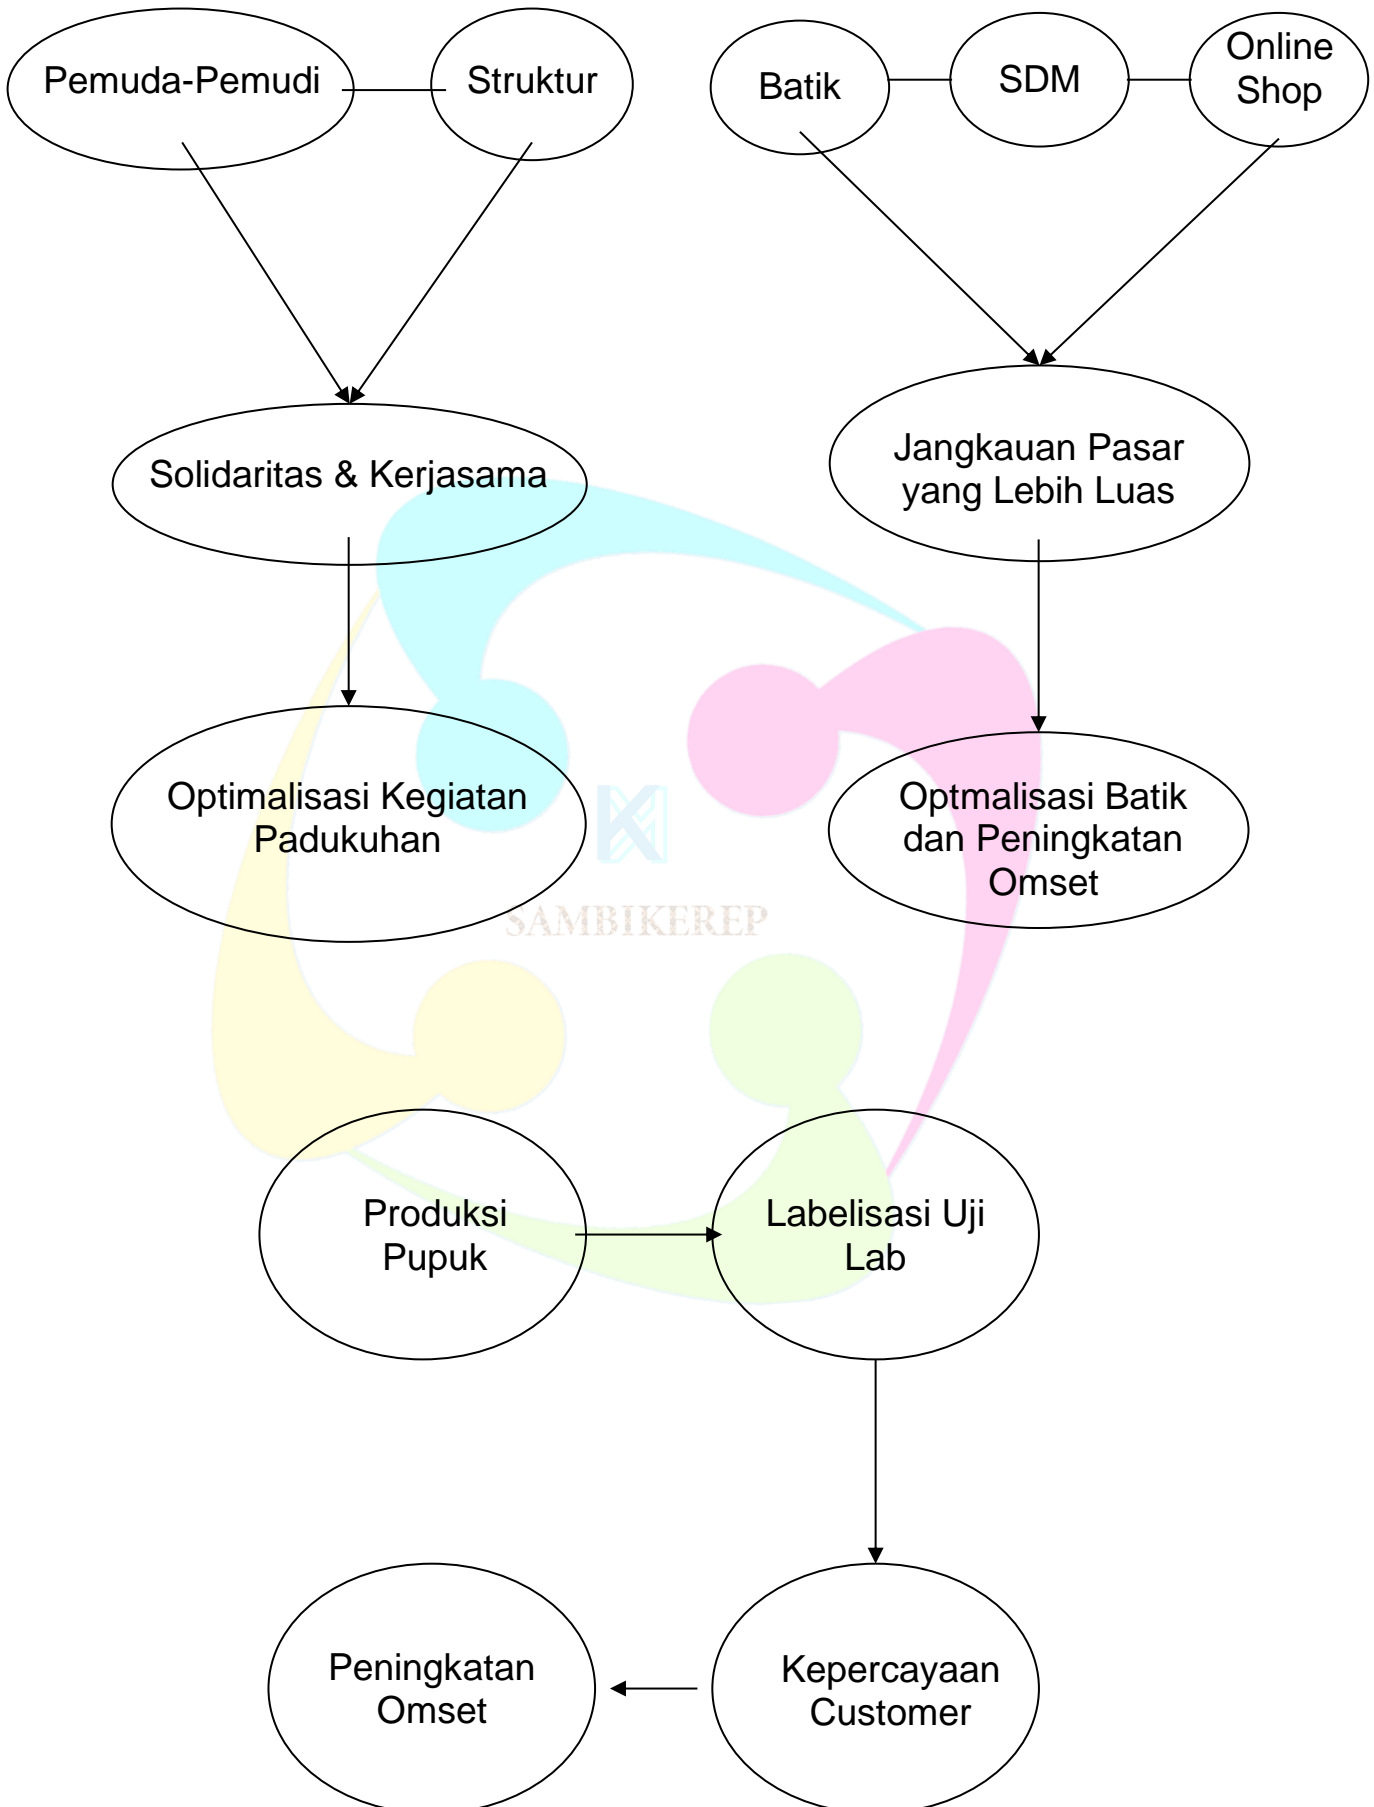 Pemuda-Pemudi
Struktur
Batik
SDM
Online
Shop
Solidaritas & Kerjasama
Jangkauan Pasar
yang Lebih Luas
Optimalisasi Kegiatan
Padukuhan
Optmalisasi Batik
dan Peningkatan
Omset
K
SAMBIKEREP
Produksi
Pupuk
Labelisasi Uji
Lab
Peningkatan
Omset
Kepercayaan
Customer